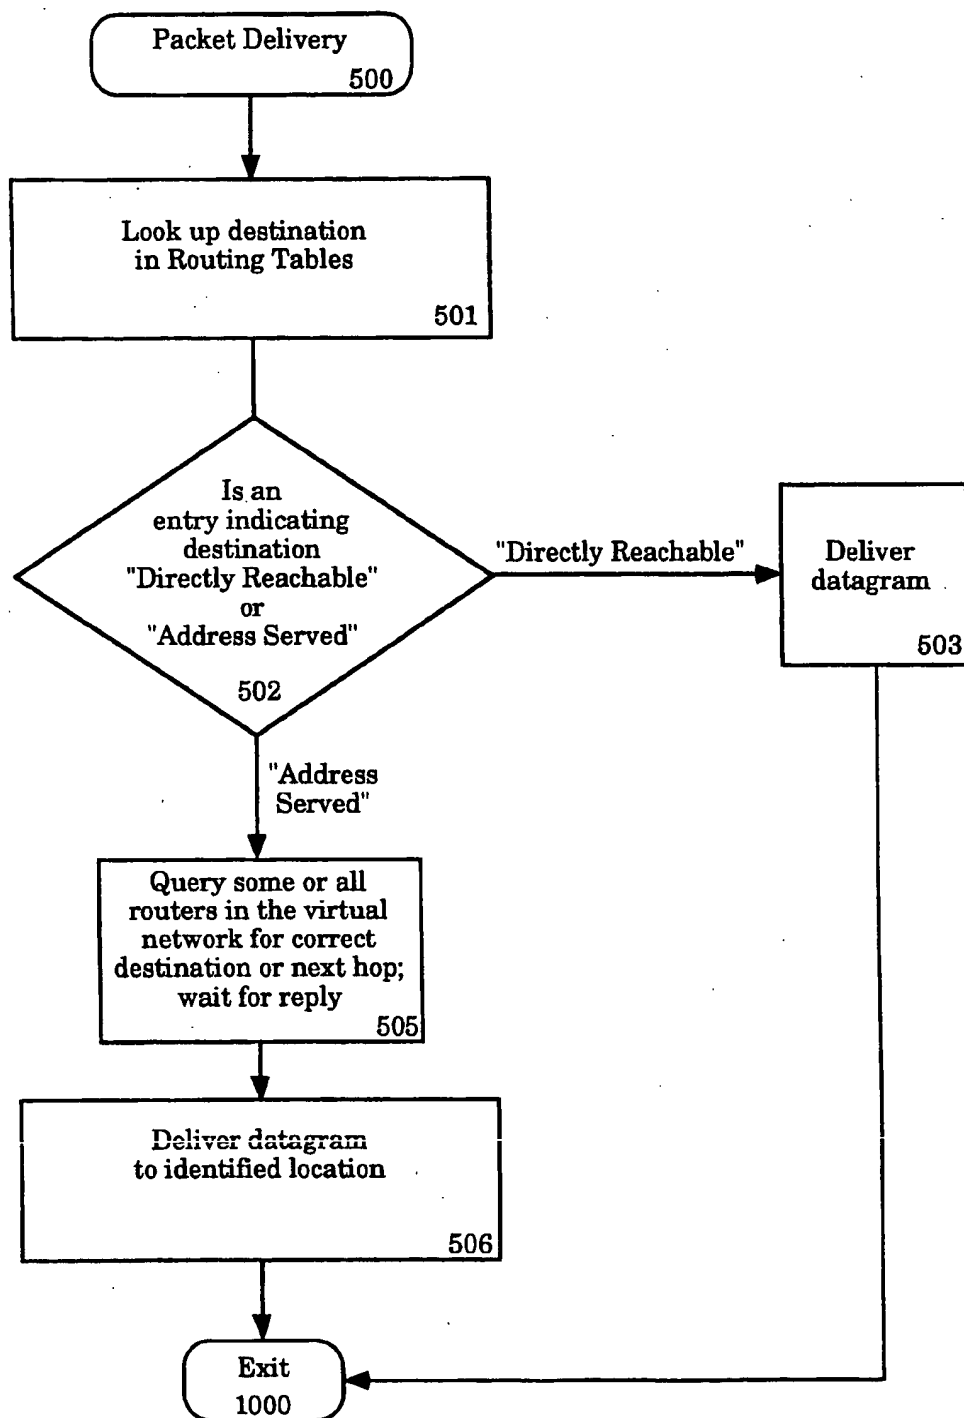 Packet Delivery
500
Look up destination
in Routing Tables
501
Is an
entry indicating
destination
"Directly Reachable"
or
"Address Served"
502
"Directly Reachable"
Deliver
datagram
503
"Address
Served"
Query some or all
routers in the virtual
network for correct
destination or next hop;
wait for reply
505
Deliver datagram
to identified location
506
Exit
1000